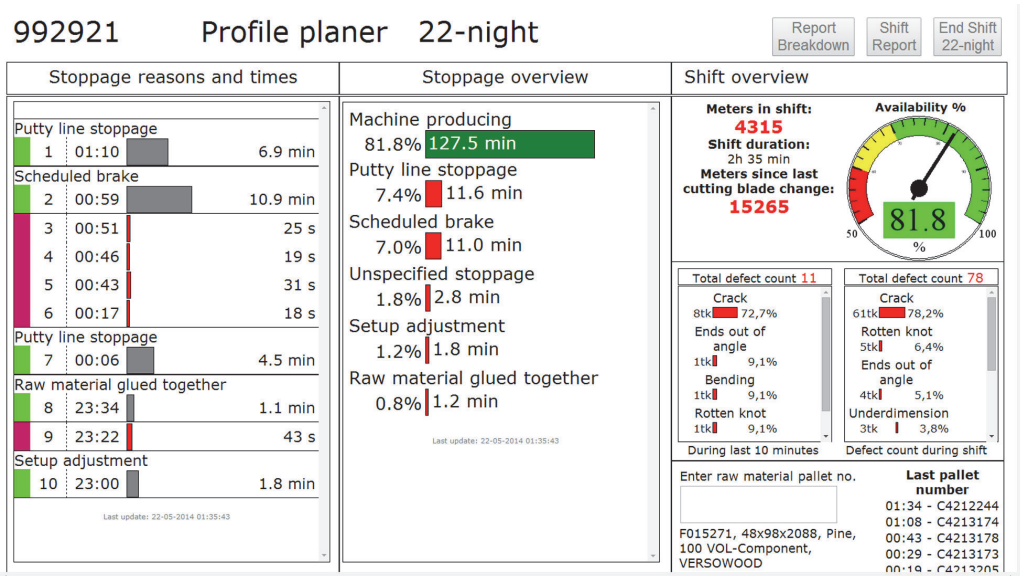 992921 Profile planer 22-night
Report Breakdown
Shift Report
End Shift 22-night
Stoppage reasons and times
Putty line stoppage
1 01:10 6.9 min
Scheduled brake
2 00:59 10.9 min
3 00:51 25 s
4 00:46 19 s
5 00:43 31 s
6 00:17 18 s
Putty line stoppage
7 00:06 4.5 min
Raw material glued together
8 23:34 1.1 min
9 23:22 43 s
Setup adjustment
10 23:00 1.8 min
Last update: 22-05-2014 01:35:43
Stoppage overview
Machine producing
81.8% 127.5 min
Putty line stoppage
7.4% 11.6 min
Scheduled brake
7.0% 11.0 min
Unspecified stoppage
1.8% 2.8 min
Setup adjustment
1.2% 1.8 min
Raw material glued together
0.8% 1.2 min
Last update: 22-05-2014 01:35:43
Shift overview
Meters in shift:
4315
Shift duration:
2h 35 min
Meters since last
cutting blade change:
15265
Availability %
81.8
50 100
%
Total defect count 11
Crack
8tk 72,7%
Ends out of
angle
1tk 9,1%
Bending
1tk 9,1%
Rotten knot
1tk 9,1%
During last 10 minutes
Total defect count 78
Crack
61tk 78,2%
Rotten knot
5tk 6,4%
Ends out of
angle
4tk 5,1%
Underdimension
3tk 3,8%
Defect count during shift
Enter raw material pallet no.
F015271, 48x98x2088, Pine,
100 VOL-Component,
VERSOWOOD
Last pallet
number
01:34 - C4212244
01:08 - C4213174
00:43 - C4213178
00:29 - C4213173
00:19 - C4213205